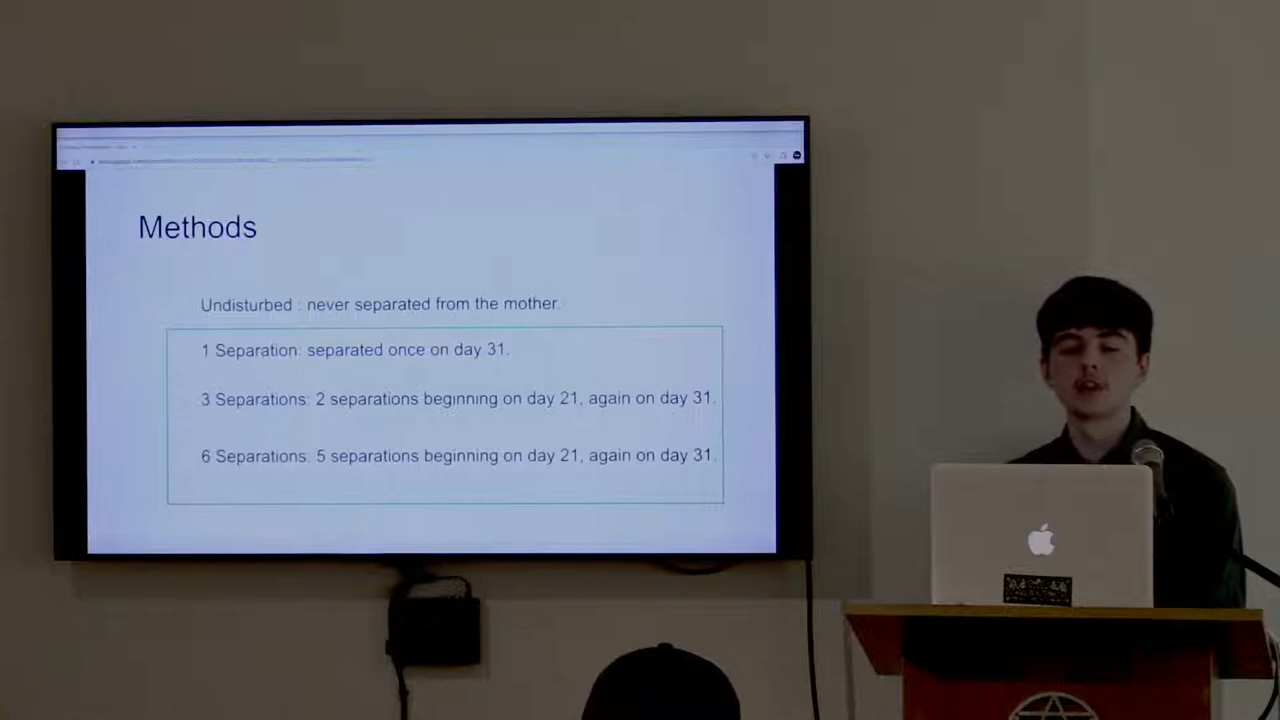 Methods
Undisturbed : never separated from the mother.
1 Separation: separated once on day 31.
3 Separations: 2 separations beginning on day 21, again on day 31.
6 Separations: 5 separations beginning on day 21, again on day 31.